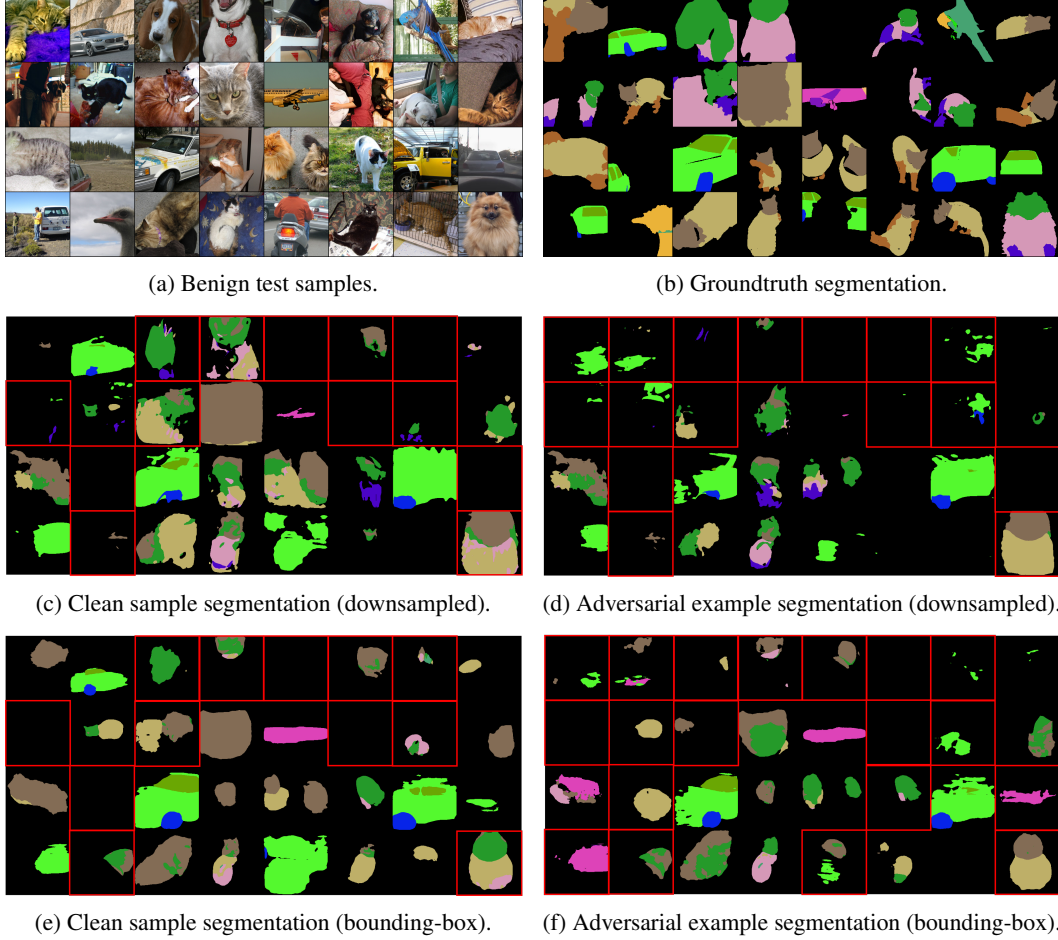 (a) Benign test samples.
(b) Groundtruth segmentation.
(c) Clean sample segmentation (downsampled).
(d) Adversarial example segmentation (downsampled).
(e) Clean sample segmentation (bounding-box).
(f) Adversarial example segmentation (bounding-box).